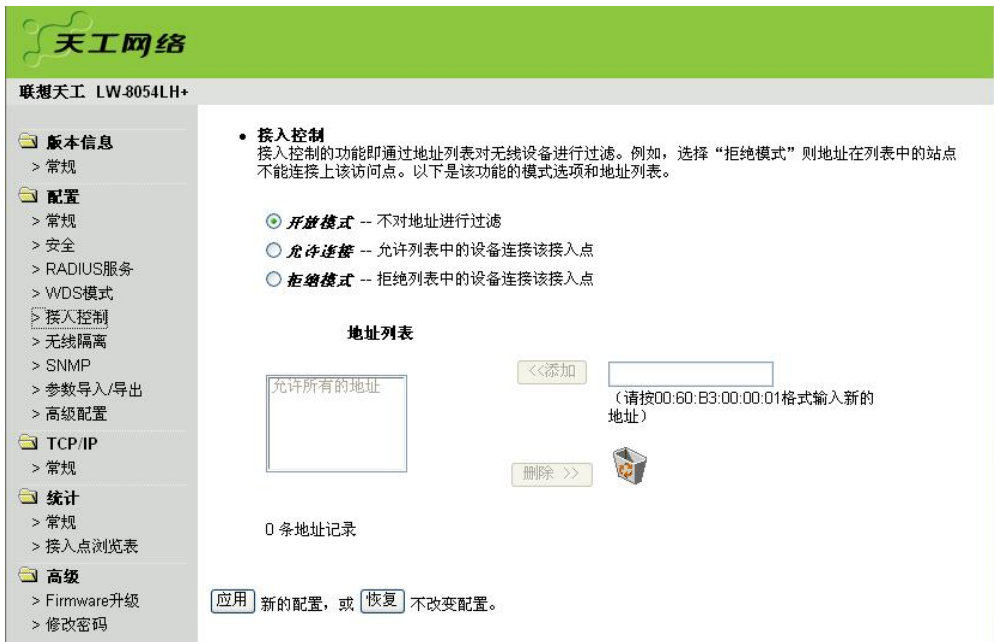 天工网络
联想天工 LW-8054LH+
版本信息
> 常规
配置
> 常规
> 安全
> RADIUS服务
> WDS模式
> 接入控制
> 无线隔离
> SNMP
> 参数导入/导出
> 高级配置
TCP/IP
> 常规
统计
> 常规
> 接入点浏览表
高级
> Firmware升级
> 修改密码
• 接入控制
接入控制的功能即通过地址列表对无线设备进行过滤。例如，选择“拒绝模式”则地址在列表中的站点
不能连接上该访问点。以下是该功能的模式选项和地址列表。
开放模式 -- 不对地址进行过滤
允许连接 -- 允许列表中的设备连接该接入点
拒绝模式 -- 拒绝列表中的设备连接该接入点
地址列表
允许所有的地址
<<添加
（请按00:60:B3:00:00:01格式输入新的
地址）
删除 >>
0 条地址记录
应用 新的配置，或 恢复 不改变配置。